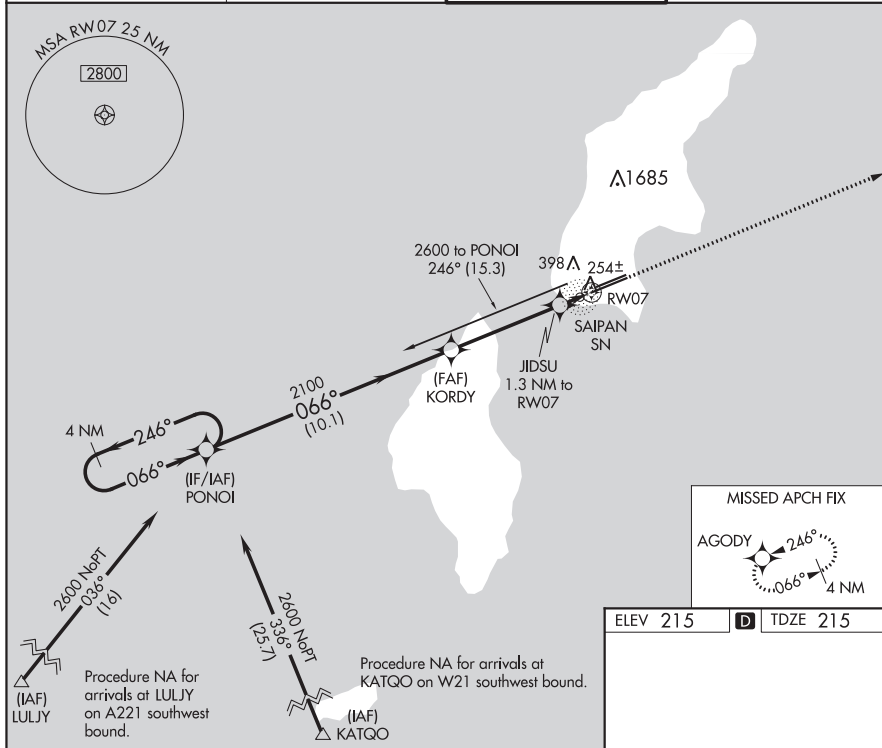 MSA RW07 25 NM
2800
1685
2600 to PONOI
246° (15.3)
398
254±
RW07
SAIPAN
SN
JIDSU
1.3 NM to
RW07
(FAF)
KORDY
2100
066°
(10.1)
4 NM
246°
066°
(IF/IAF)
PONOI
2600 NoPT
036°
(16)
2600 NoPT
336°
(25.7)
(IAF)
LULJY
Procedure NA for
arrivals at LULJY
on A221 southwest
bound.
Procedure NA for arrivals at
KATQO on W21 southwest bound.
(IAF)
KATQO
MISSED APCH FIX
AGODY
246°
066°
4 NM
ELEV 215 D TDZE 215